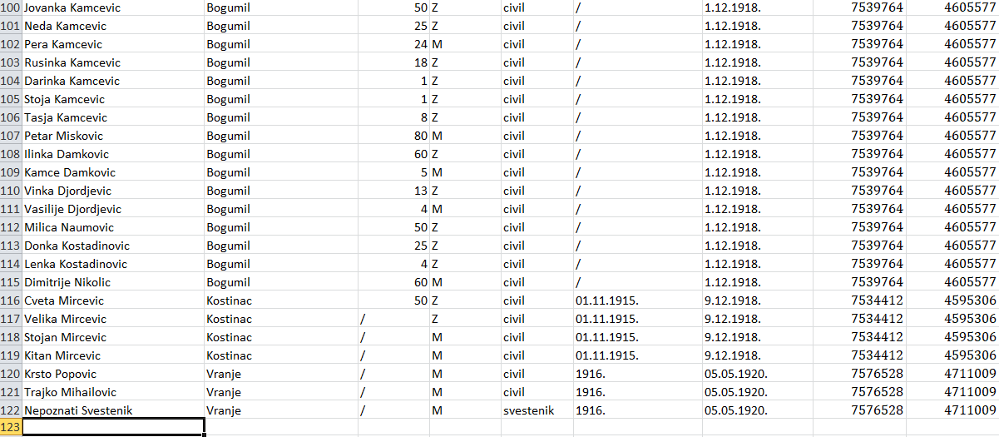 100 Jovanka Kamcevic Bogumil 50 Z civil / 1.12.1918. 7539764 4605577
101 Neda Kamcevic Bogumil 25 Z civil / 1.12.1918. 7539764 4605577
102 Pera Kamcevic Bogumil 24 M civil / 1.12.1918. 7539764 4605577
103 Rusinka Kamcevic Bogumil 18 Z civil / 1.12.1918. 7539764 4605577
104 Darinka Kamcevic Bogumil 1 Z civil / 1.12.1918. 7539764 4605577
105 Stoja Kamcevic Bogumil 1 Z civil / 1.12.1918. 7539764 4605577
106 Tasja Kamcevic Bogumil 8 Z civil / 1.12.1918. 7539764 4605577
107 Petar Miskovic Bogumil 80 M civil / 1.12.1918. 7539764 4605577
108 Ilinka Damkovic Bogumil 60 Z civil / 1.12.1918. 7539764 4605577
109 Kamce Damkovic Bogumil 5 M civil / 1.12.1918. 7539764 4605577
110 Vinka Djordjevic Bogumil 13 Z civil / 1.12.1918. 7539764 4605577
111 Vasilije Djordjevic Bogumil 4 M civil / 1.12.1918. 7539764 4605577
112 Milica Naumovic Bogumil 50 Z civil / 1.12.1918. 7539764 4605577
113 Donka Kostadinovic Bogumil 25 Z civil / 1.12.1918. 7539764 4605577
114 Lenka Kostadinovic Bogumil 4 Z civil / 1.12.1918. 7539764 4605577
115 Dimitrije Nikolic Bogumil 60 M civil / 1.12.1918. 7539764 4605577
116 Cveta Mircevic Kostinac 50 Z civil 01.11.1915. 9.12.1918. 7534412 4595306
117 Velika Mircevic Kostinac / Z civil 01.11.1915. 9.12.1918. 7534412 4595306
118 Stojan Mircevic Kostinac / M civil 01.11.1915. 9.12.1918. 7534412 4595306
119 Kitan Mircevic Kostinac / M civil 01.11.1915. 9.12.1918. 7534412 4595306
120 Krsto Popovic Vranje / M civil 1916. 05.05.1920. 7576528 4711009
121 Trajko Mihailovic Vranje / M civil 1916. 05.05.1920. 7576528 4711009
122 Nepoznati Svestenik Vranje / M svestenik 1916. 05.05.1920. 7576528 4711009
123